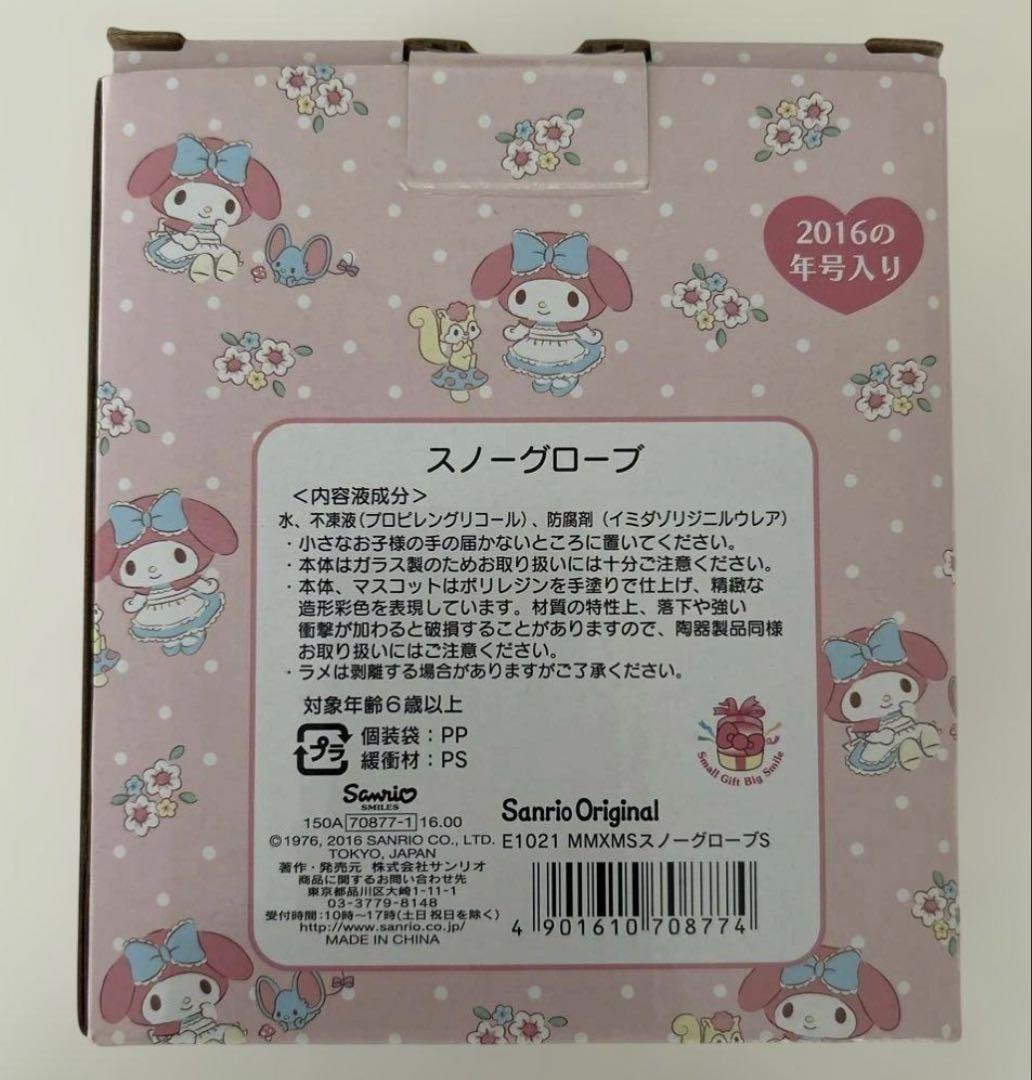 2016の
年号入り
スノーグローブ
＜内容液成分＞
水、不凍液（プロピレングリコール）、防腐剤（イミダゾリジニルウレア）
・小さなお子様の手の届かないところに置いてください。
・本体はガラス製のためお取り扱いには十分ご注意ください。
・本体、マスコットはポリレジンを手塗りで仕上げ、精緻な
造形彩色を表現しています。材質の特性上、落下や強い
衝撃が加わると破損することがありますので、陶器製品同様
お取り扱いにはご注意ください。
・ラメは剥離する場合がありますがご了承ください。
対象年齢6歳以上
プラ
個装袋：PP
緩衝材：PS
Small Gift Big Smile
Sanrio
SMILES
150A 70877-1 16.00
©1976, 2016 SANRIO CO., LTD.
TOKYO, JAPAN
著作・発売元 株式会社サンリオ
商品に関するお問い合わせ先
東京都品川区大崎1-11-1
03-3779-8148
受付時間：10時～17時（土日祝日を除く）
http://www.sanrio.co.jp/
MADE IN CHINA
Sanrio Original
E1021 MMXMSスノーグローブS
4 901610 708774